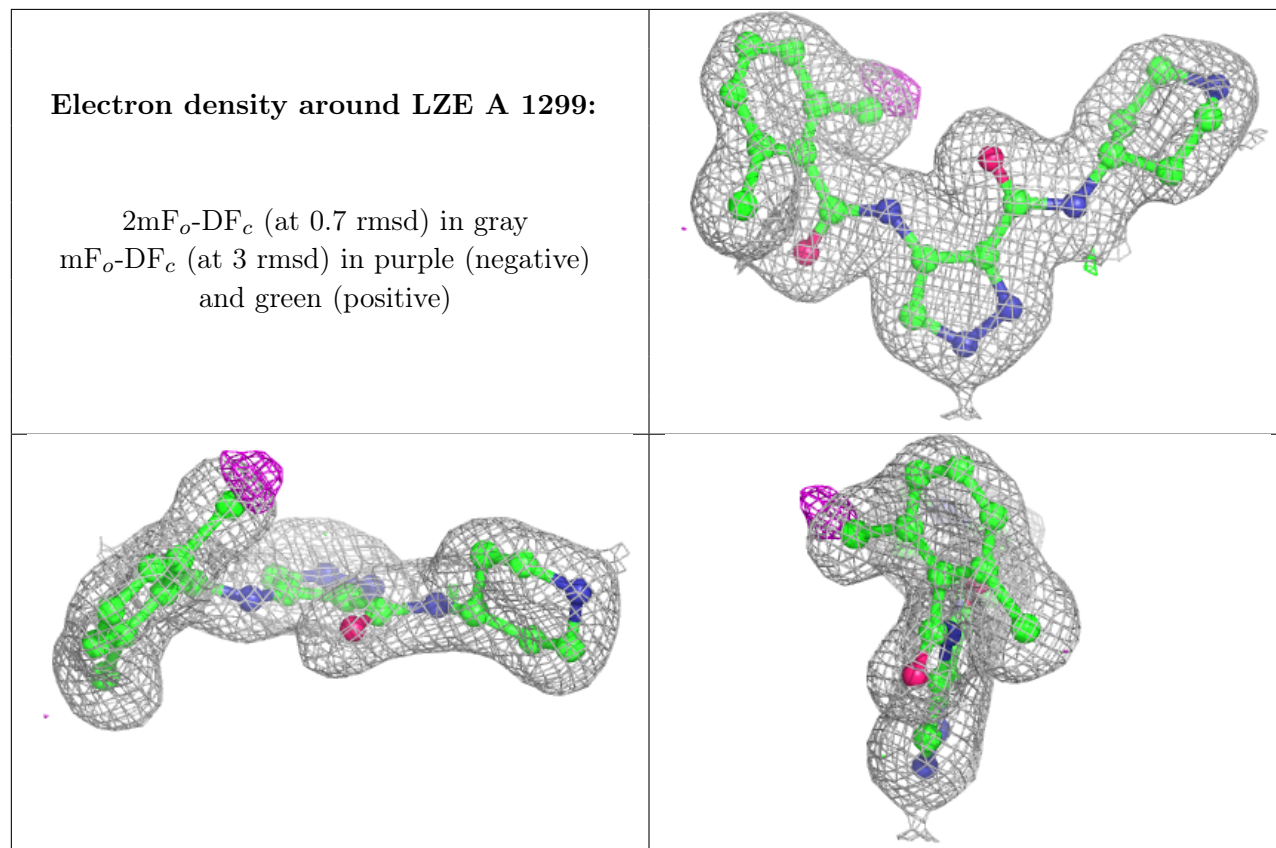 Electron density around LZE A 1299:
2mFo-DFc (at 0.7 rmsd) in gray
mFo-DFc (at 3 rmsd) in purple (negative)
and green (positive)